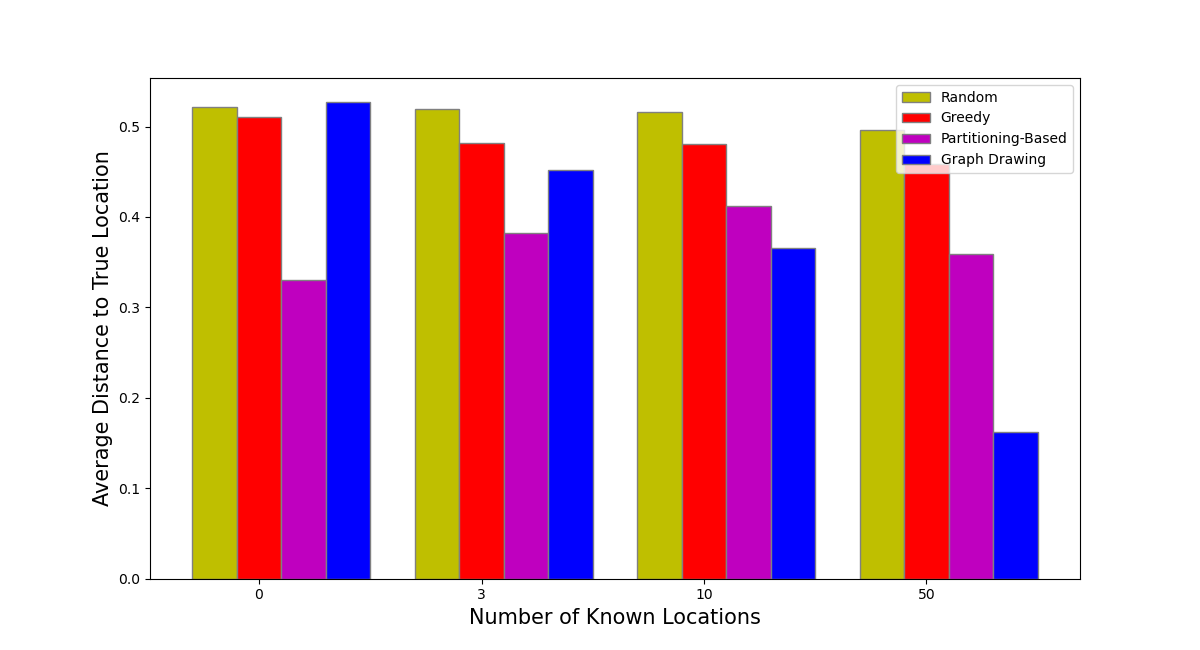 Random
Greedy
Partitioning-Based
Graph Drawing
Average Distance to True Location
0.5
0.4
0.3
0.2
0.1
0.0
0 3 10 50
Number of Known Locations